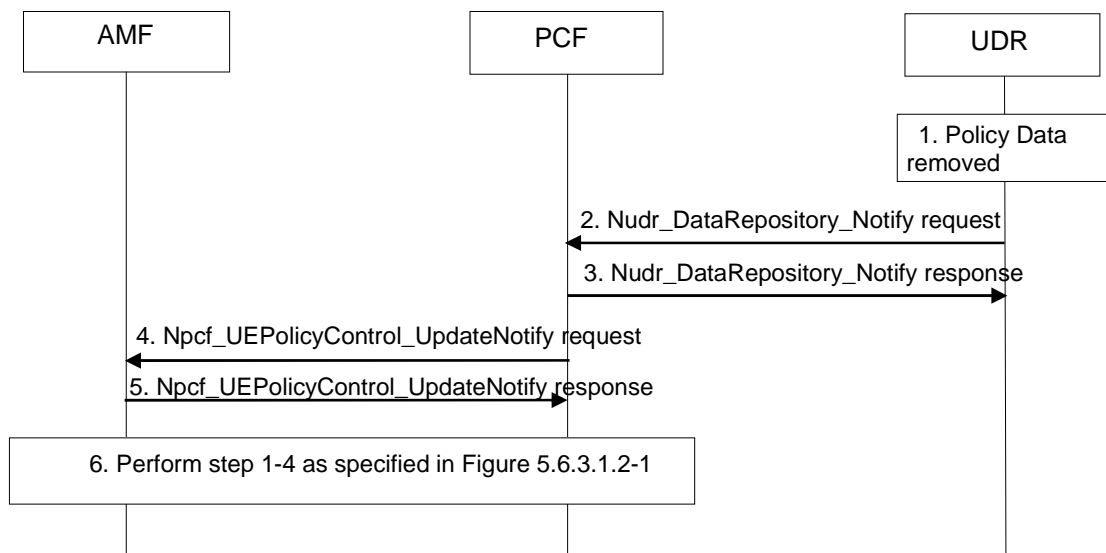 AMF
PCF
UDR
1. Policy Data
removed
2. Nudr_DataRepository_Notify request
3. Nudr_DataRepository_Notify response
4. Npcf_UEPolicyControl_UpdateNotify request
5. Npcf_UEPolicyControl_UpdateNotify response
6. Perform step 1-4 as specified in Figure 5.6.3.1.2-1